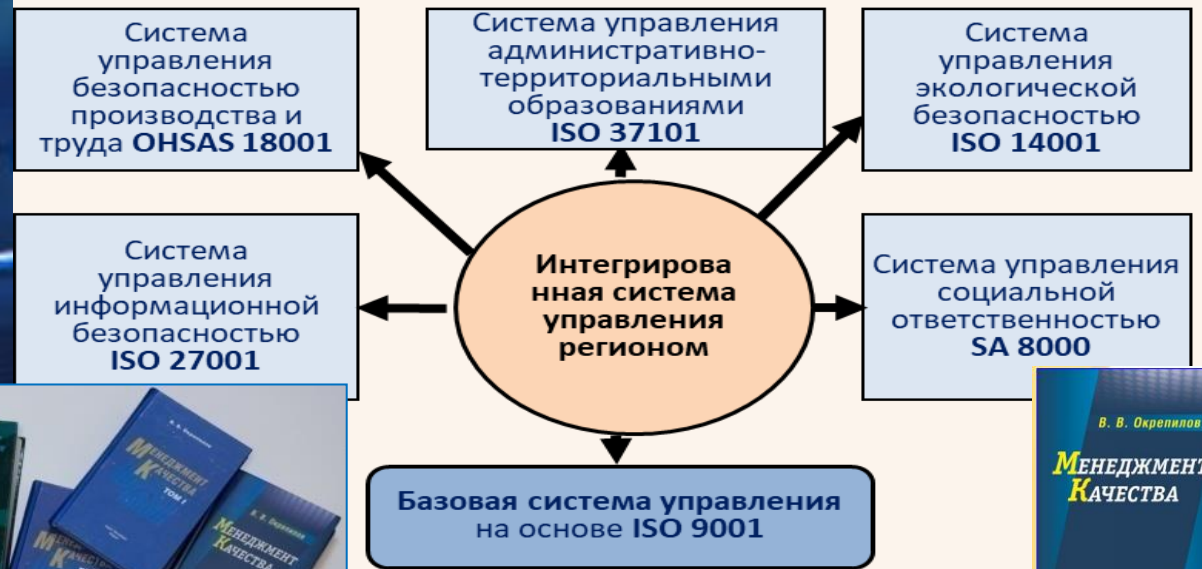 Система
управления
безопасностью
производства и
труда OHSAS 18001
Система управления
административно-
территориальными
образованиями
ISO 37101
Система
управления
экологической
безопасностью
ISO 14001
Система
управления
информационной
безопасностью
ISO 27001
Интегрирова
нная система
управления
регионом
Система управления
социальной
ответственностью
SA 8000
Базовая система управления
на основе ISO 9001
В. В. Окрепилов
МЕНЕДЖМЕНТ
КАЧЕСТВА
ТОМ 1
МЕНЕДЖМЕНТ
КАЧЕСТВА
МЕНЕДЖМЕНТ
КАЧЕСТВА
В. В. Окрепилов
МЕНЕДЖМЕНТ
КАЧЕСТВА